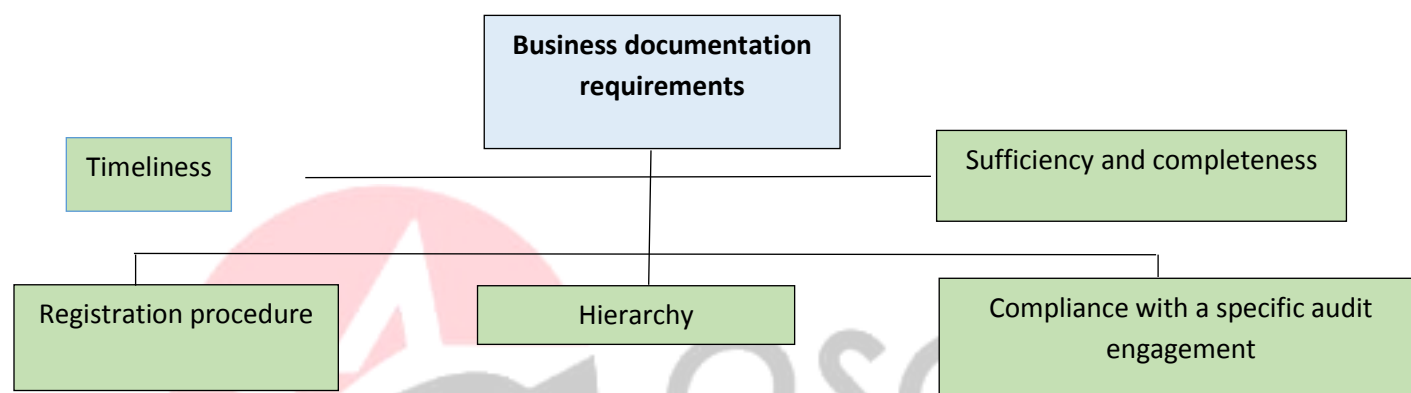 Business documentation
requirements
Timeliness
Sufficiency and completeness
Registration procedure
Hierarchy
Compliance with a specific audit
engagement